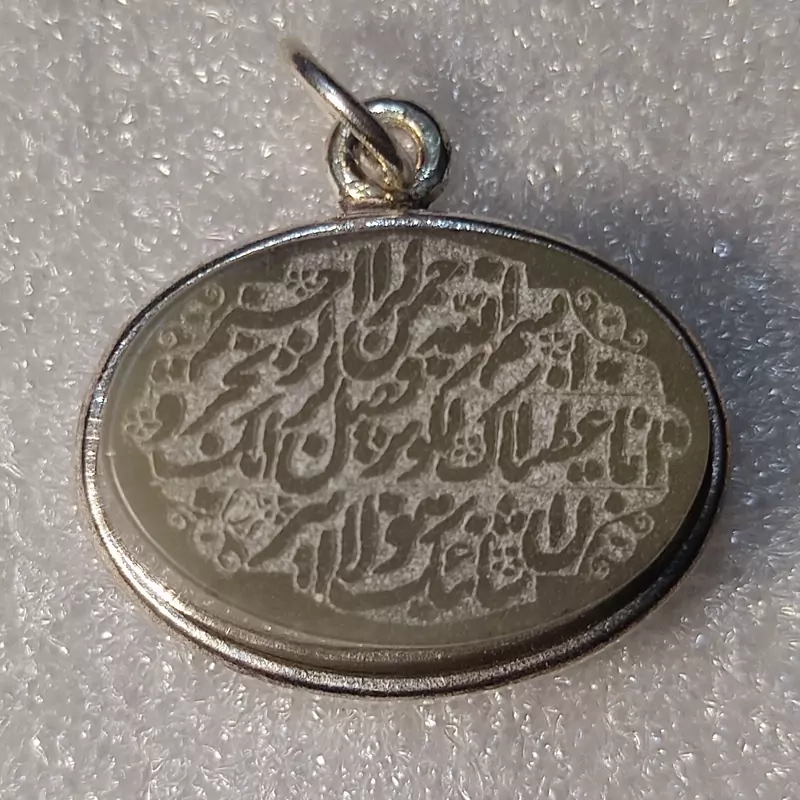 بسم الله الرحمن الرحيم
انا اعطيناك الكوثر فصل لربك وانحر
ان شانئك هو الابتر